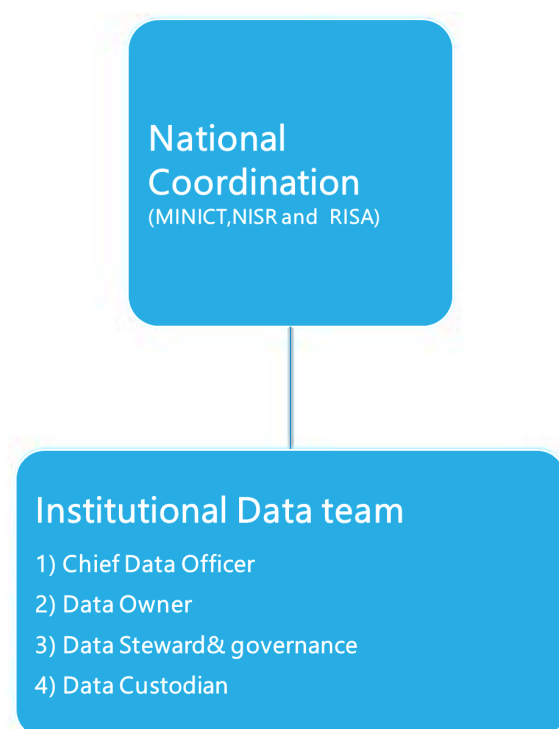 National
Coordination
(MINICT,NISR and RISA)
Institutional Data team
1) Chief Data Officer
2) Data Owner
3) Data Steward& governance
4) Data Custodian